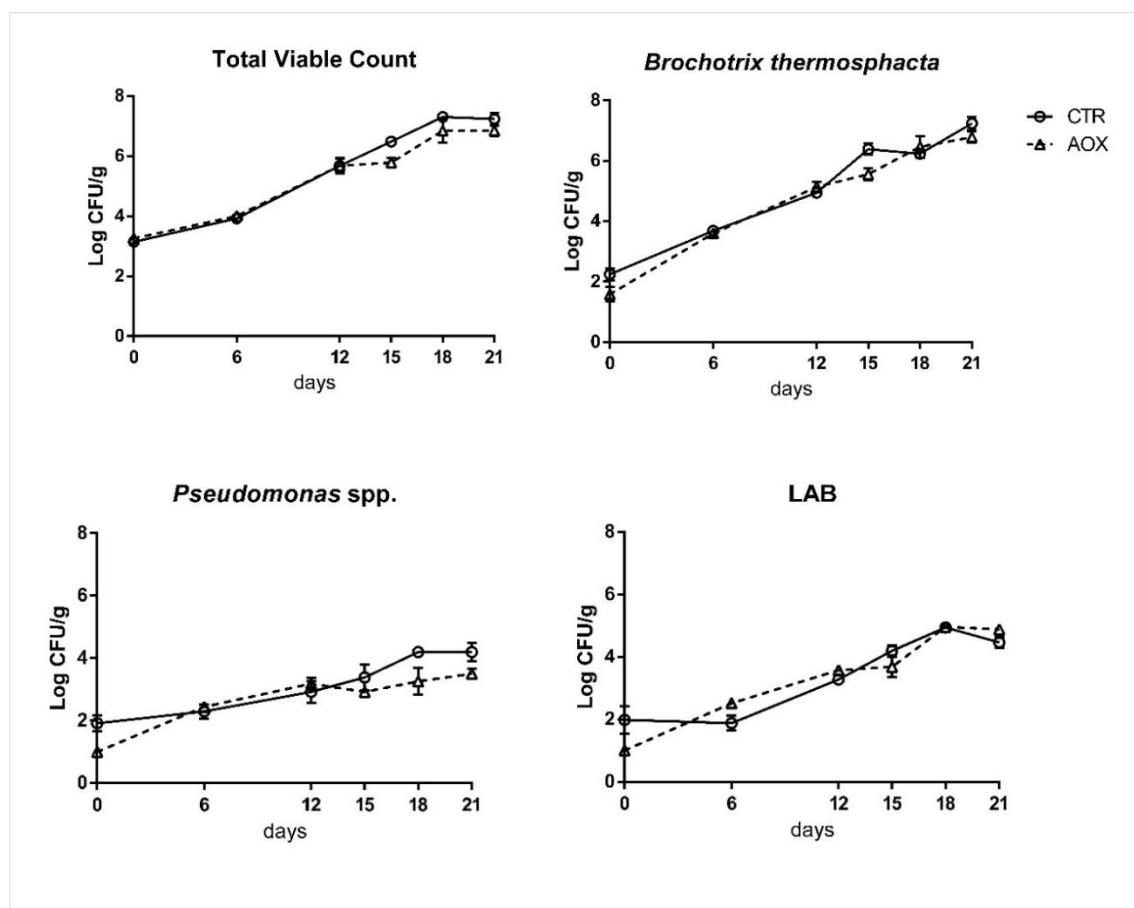 Total Viable Count
Log CFU/g
8
6
4
2
0
0 6 12 15 18 21
days
Brochotrix thermosphacta
Log CFU/g
8
6
4
2
0
0 6 12 15 18 21
days
CTR
AOX
Pseudomonas spp.
Log CFU/g
8
6
4
2
0
0 6 12 15 18 21
days
LAB
Log CFU/g
8
6
4
2
0
0 6 12 15 18 21
days